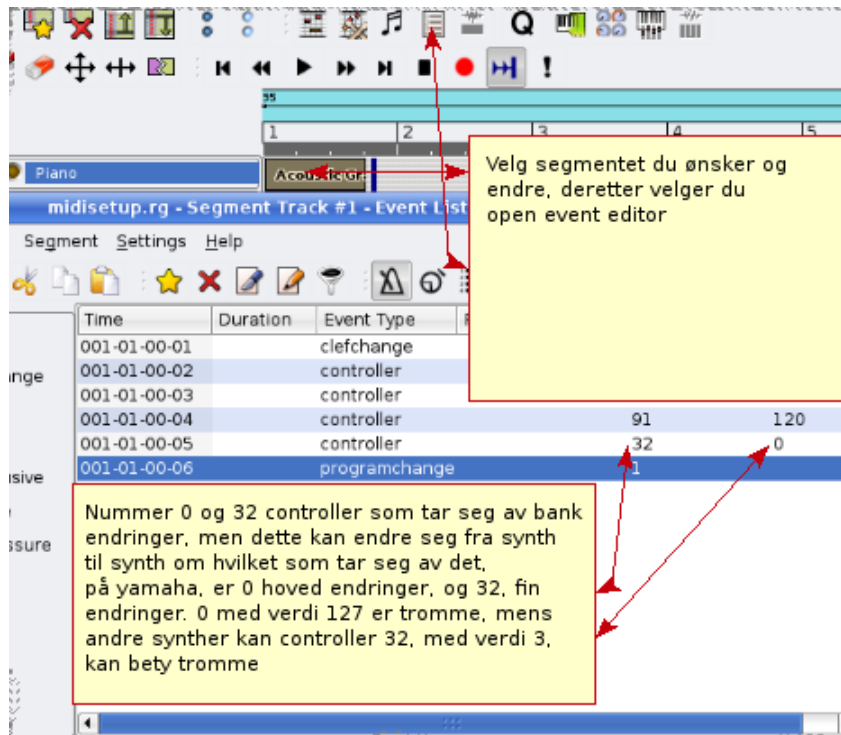 Q
!
95
1 2 3 4 5
Piano
Acoustic Gr
Velg segmentet du ønsker og
endre, deretter velger du
open event editor
midisetup.rg - Segment Track #1 - Event List
Segment Settings Help
Time Duration Event Type
001-01-00-01 clefchange
001-01-00-02 controller
001-01-00-03 controller
001-01-00-04 controller 91 120
001-01-00-05 controller 32 0
001-01-00-06 programchange 1
nge
sive
ssure
Nummer 0 og 32 controller som tar seg av bank
endringer, men dette kan endre seg fra synth
til synth om hvilket som tar seg av det,
på yamaha, er 0 hoved endringer, og 32, fin
endringer. 0 med verdi 127 er tromme, mens
andre synther kan controller 32, med verdi 3,
kan bety tromme